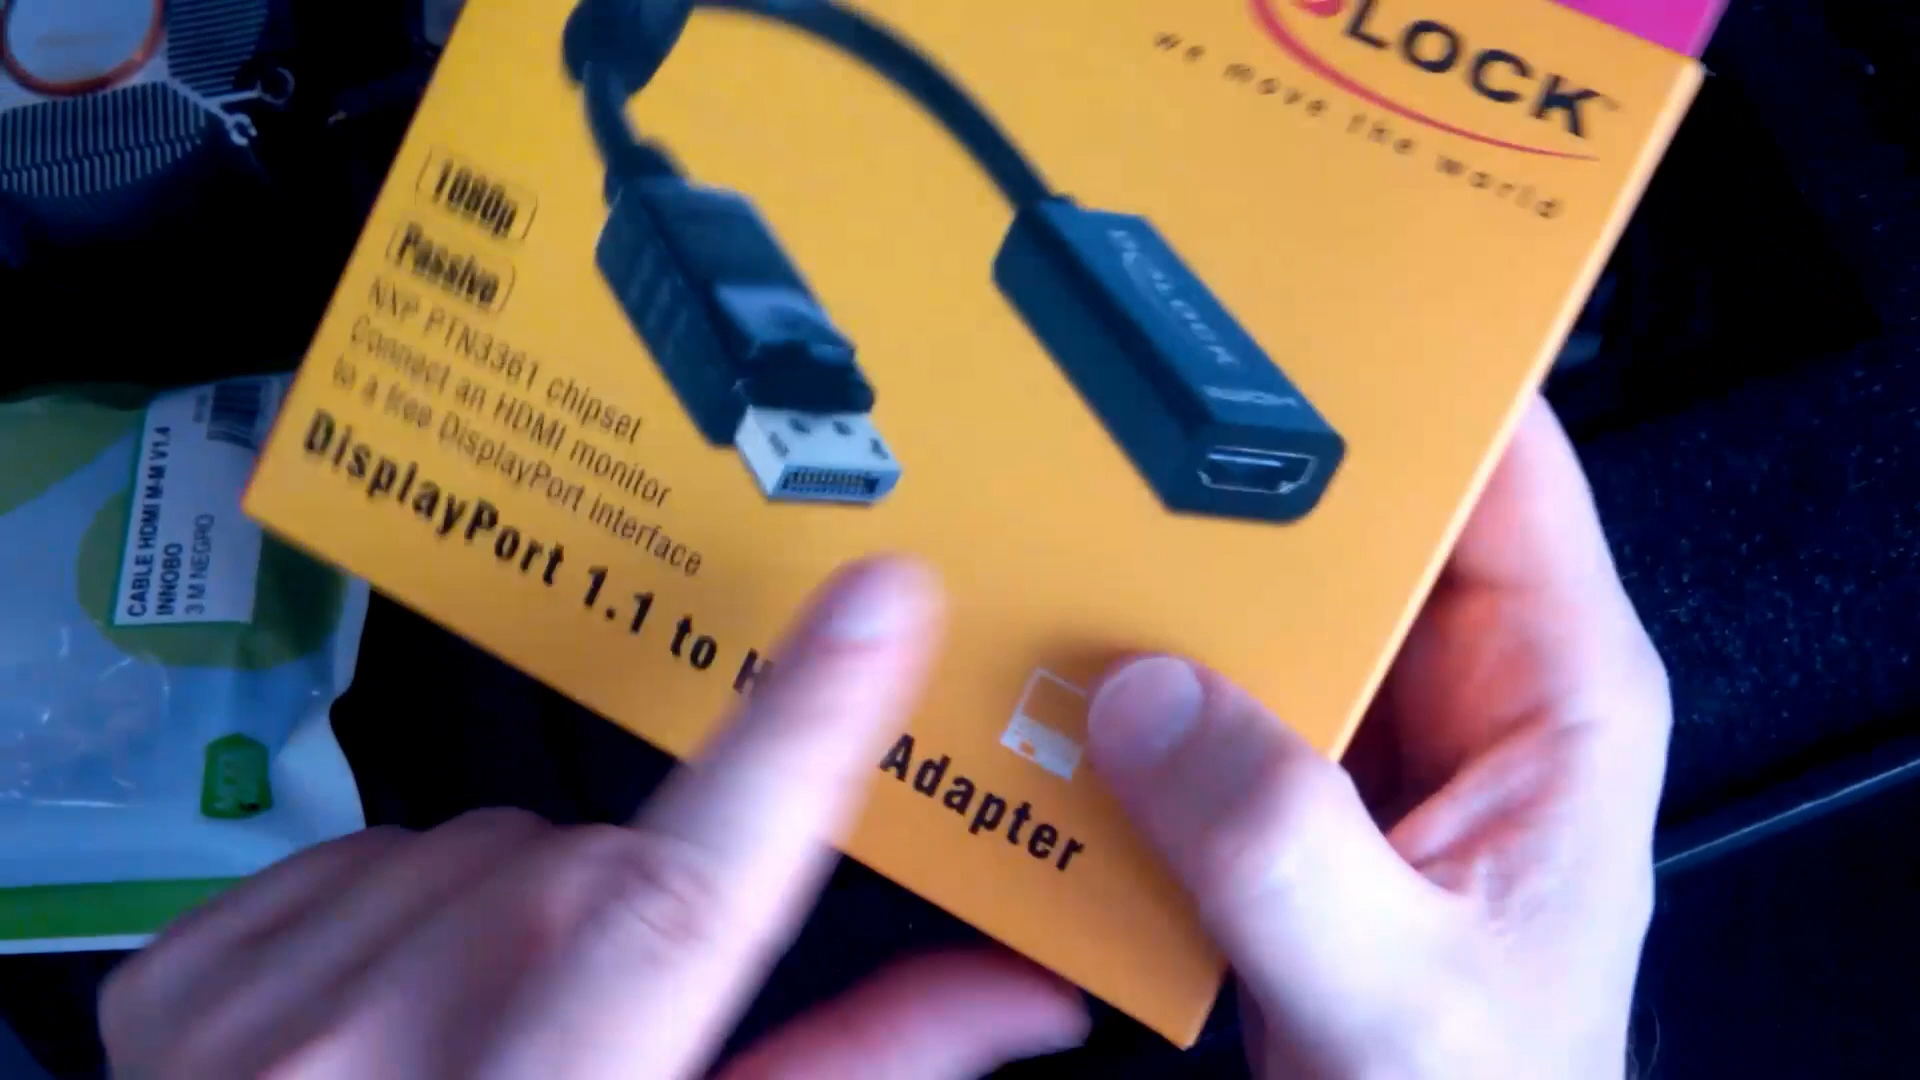 LOCK
we move the world
1080p
Passive
NXP PTN3361 chipset
Connect an HDMI monitor
to a free DisplayPort interface
DisplayPort 1.1 to H
Adapter
DeLOCK
CABLE HDMI M-M V1.4
INNOBO
3 M NEGRO